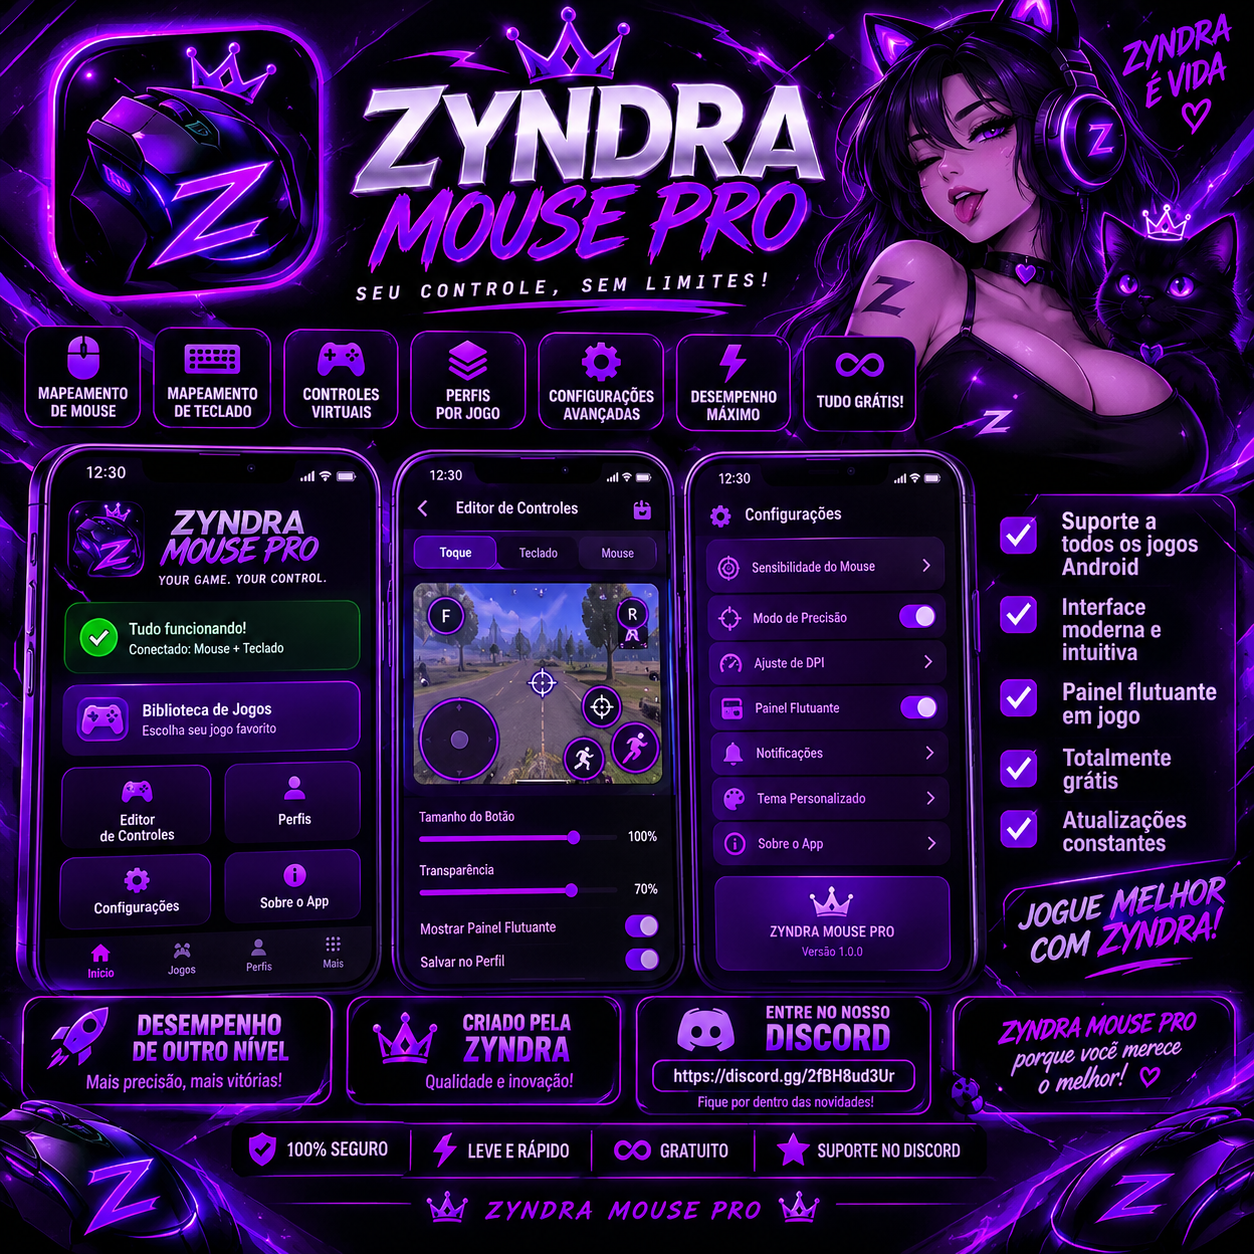 ZYNDRA
MOUSE PRO
SEU CONTROLE, SEM LIMITES!
ZYNDRA
É VIDA
Z
Z
Z
Z
MAPEAMENTO
DE MOUSE
MAPEAMENTO
DE TECLADO
CONTROLES
VIRTUAIS
PERFIS
POR JOGO
CONFIGURAÇÕES
AVANÇADAS
DESEMPENHO
MÁXIMO
TUDO GRÁTIS!
12:30
Z
ZYNDRA
MOUSE PRO
YOUR GAME. YOUR CONTROL.
Tudo funcionando!
Conectado: Mouse + Teclado
Biblioteca de Jogos
Escolha seu jogo favorito
Editor
de Controles
Perfis
Configurações
Sobre o App
Inicio
Jogos
Perfis
Mais
12:30
Editor de Controles
Toque
Teclado
Mouse
F
R
Tamanho do Botão
100%
Transparência
70%
Mostrar Painel Flutuante
Salvar no Perfil
12:30
Configurações
Sensibilidade do Mouse
Modo de Precisão
Ajuste de DPI
Painel Flutuante
Notificações
Tema Personalizado
Sobre o App
ZYNDRA MOUSE PRO
Versão 1.0.0
Suporte a
todos os jogos
Android
Interface
moderna e
intuitiva
Painel flutuante
em jogo
Totalmente
grátis
Atualizações
constantes
JOGUE MELHOR
COM ZYNDRA!
DESEMPENHO
DE OUTRO NÍVEL
Mais precisão, mais vitórias!
CRIADO PELA
ZYNDRA
Qualidade e inovação!
ENTRE NO NOSSO
DISCORD
https://discord.gg/2fBH8ud3Ur
Fique por dentro das novidades!
ZYNDRA MOUSE PRO
porque você merece
o melhor!
100% SEGURO
LEVE E RÁPIDO
GRATUITO
SUPORTE NO DISCORD
Z
Z
ZYNDRA MOUSE PRO